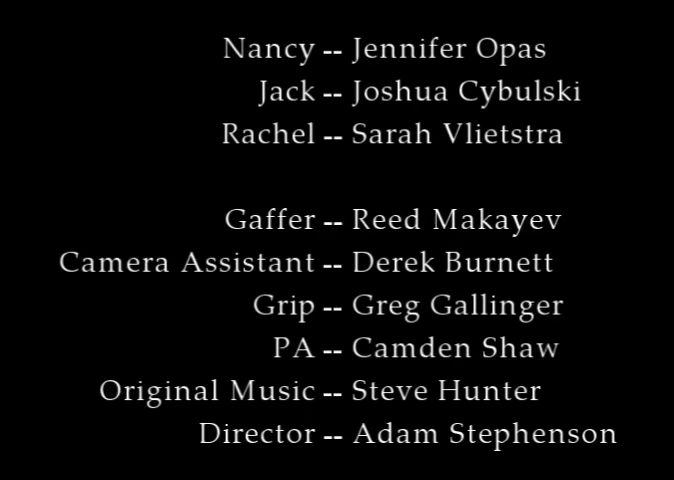 Nancy -- Jennifer Opas
Jack -- Joshua Cybulski
Rachel -- Sarah Vlietstra
Gaffer -- Reed Makayev
Camera Assistant -- Derek Burnett
Grip -- Greg Gallinger
PA -- Camden Shaw
Original Music -- Steve Hunter
Director -- Adam Stephenson